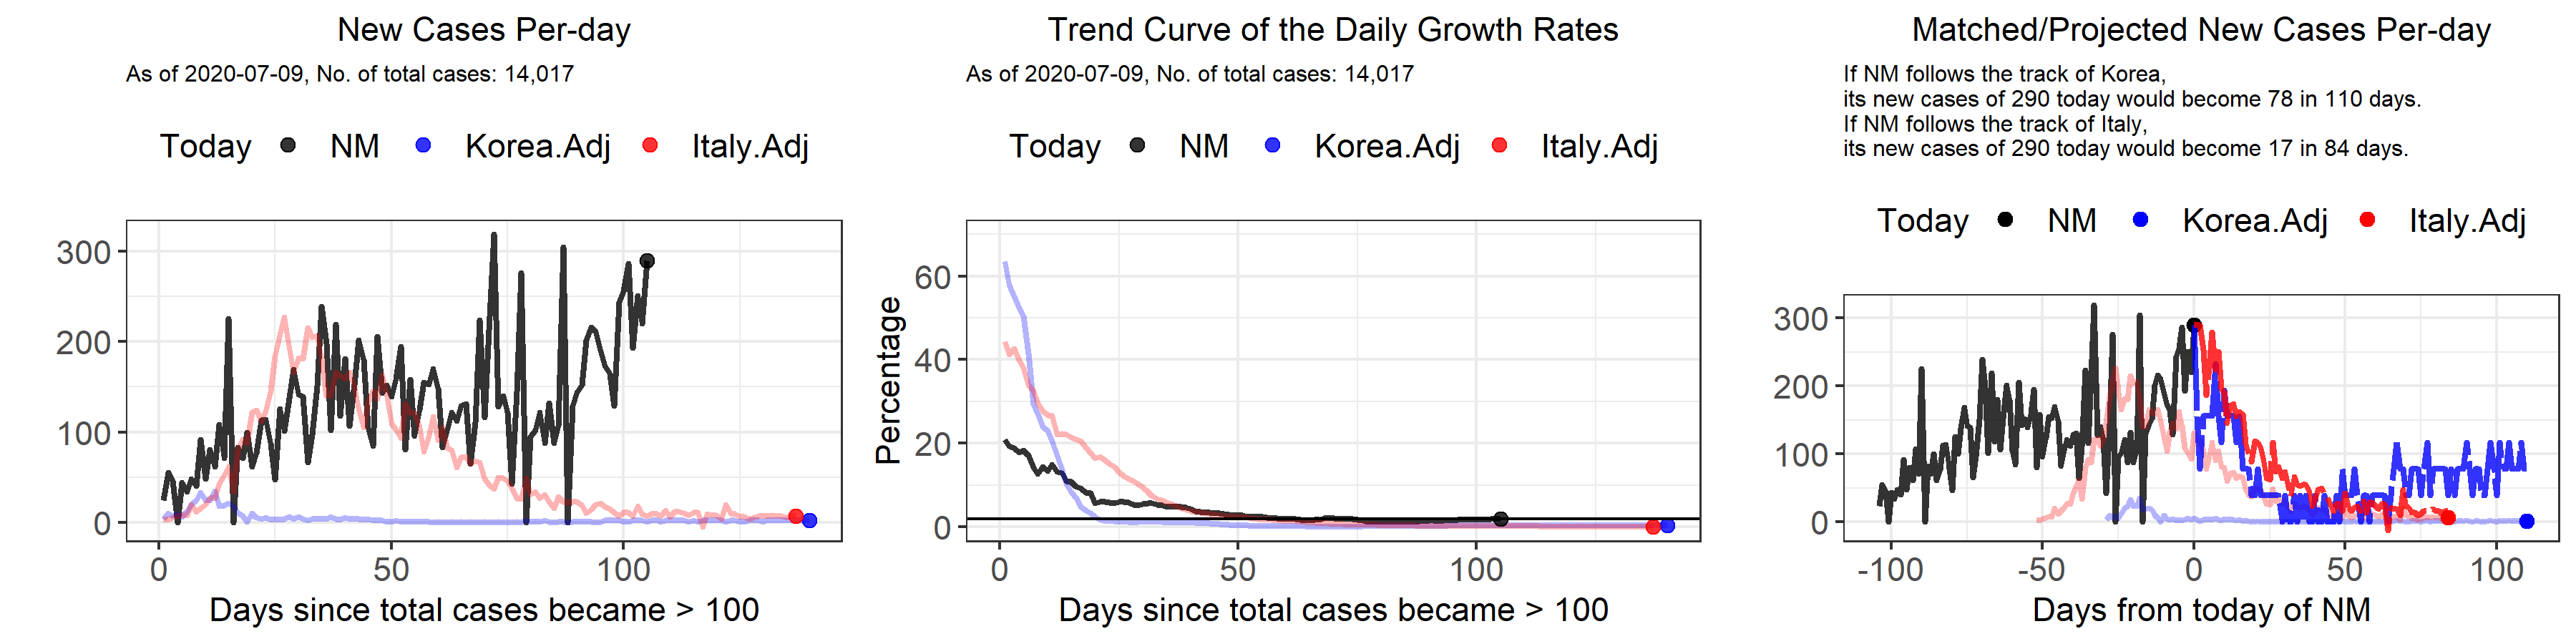 New Cases Per-day
As of 2020-07-09, No. of total cases: 14,017
Today NM Korea.Adj Italy.Adj
300
200
100
0
0 50 100
Days since total cases became > 100
Trend Curve of the Daily Growth Rates
As of 2020-07-09, No. of total cases: 14,017
Today NM Korea.Adj Italy.Adj
Percentage
60
40
20
0
0 50 100
Days since total cases became > 100
Matched/Projected New Cases Per-day
If NM follows the track of Korea,
its new cases of 290 today would become 78 in 110 days.
If NM follows the track of Italy,
its new cases of 290 today would become 17 in 84 days.
Today NM Korea.Adj Italy.Adj
300
200
100
0
-100 -50 0 50 100
Days from today of NM